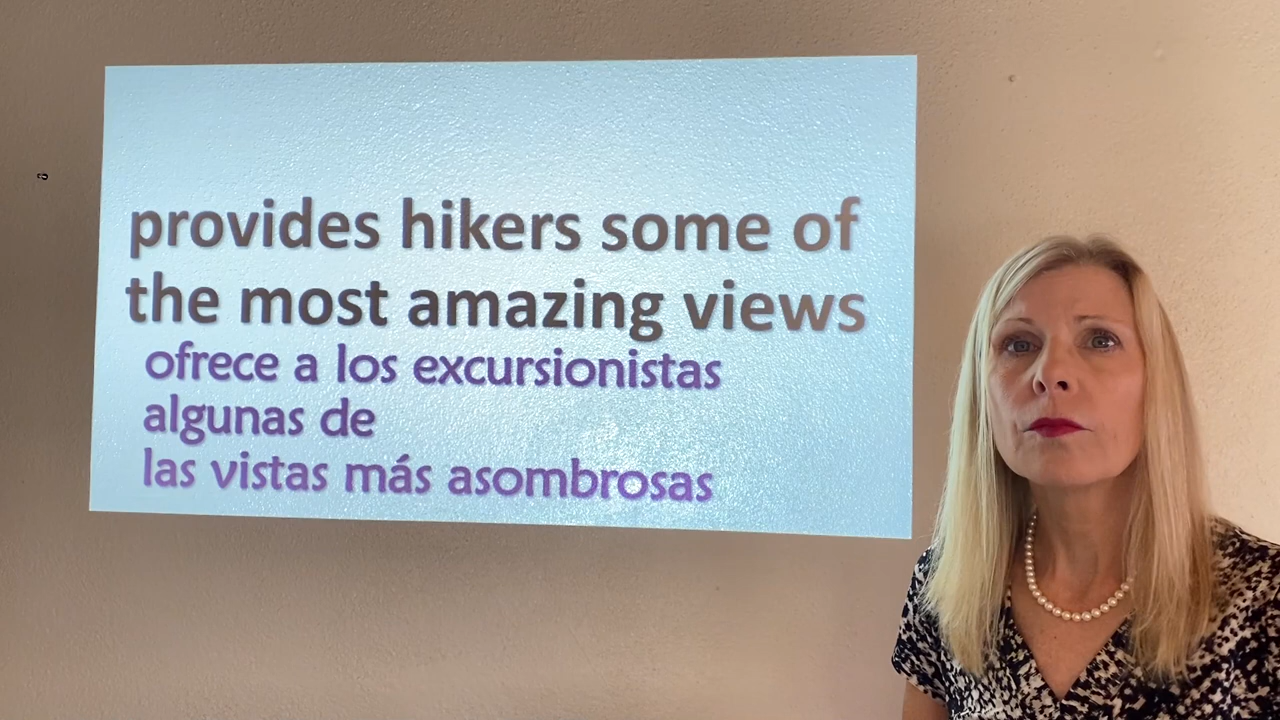 provides hikers some of
the most amazing views
ofrece a los excursionistas
algunas de
las vistas más asombrosas